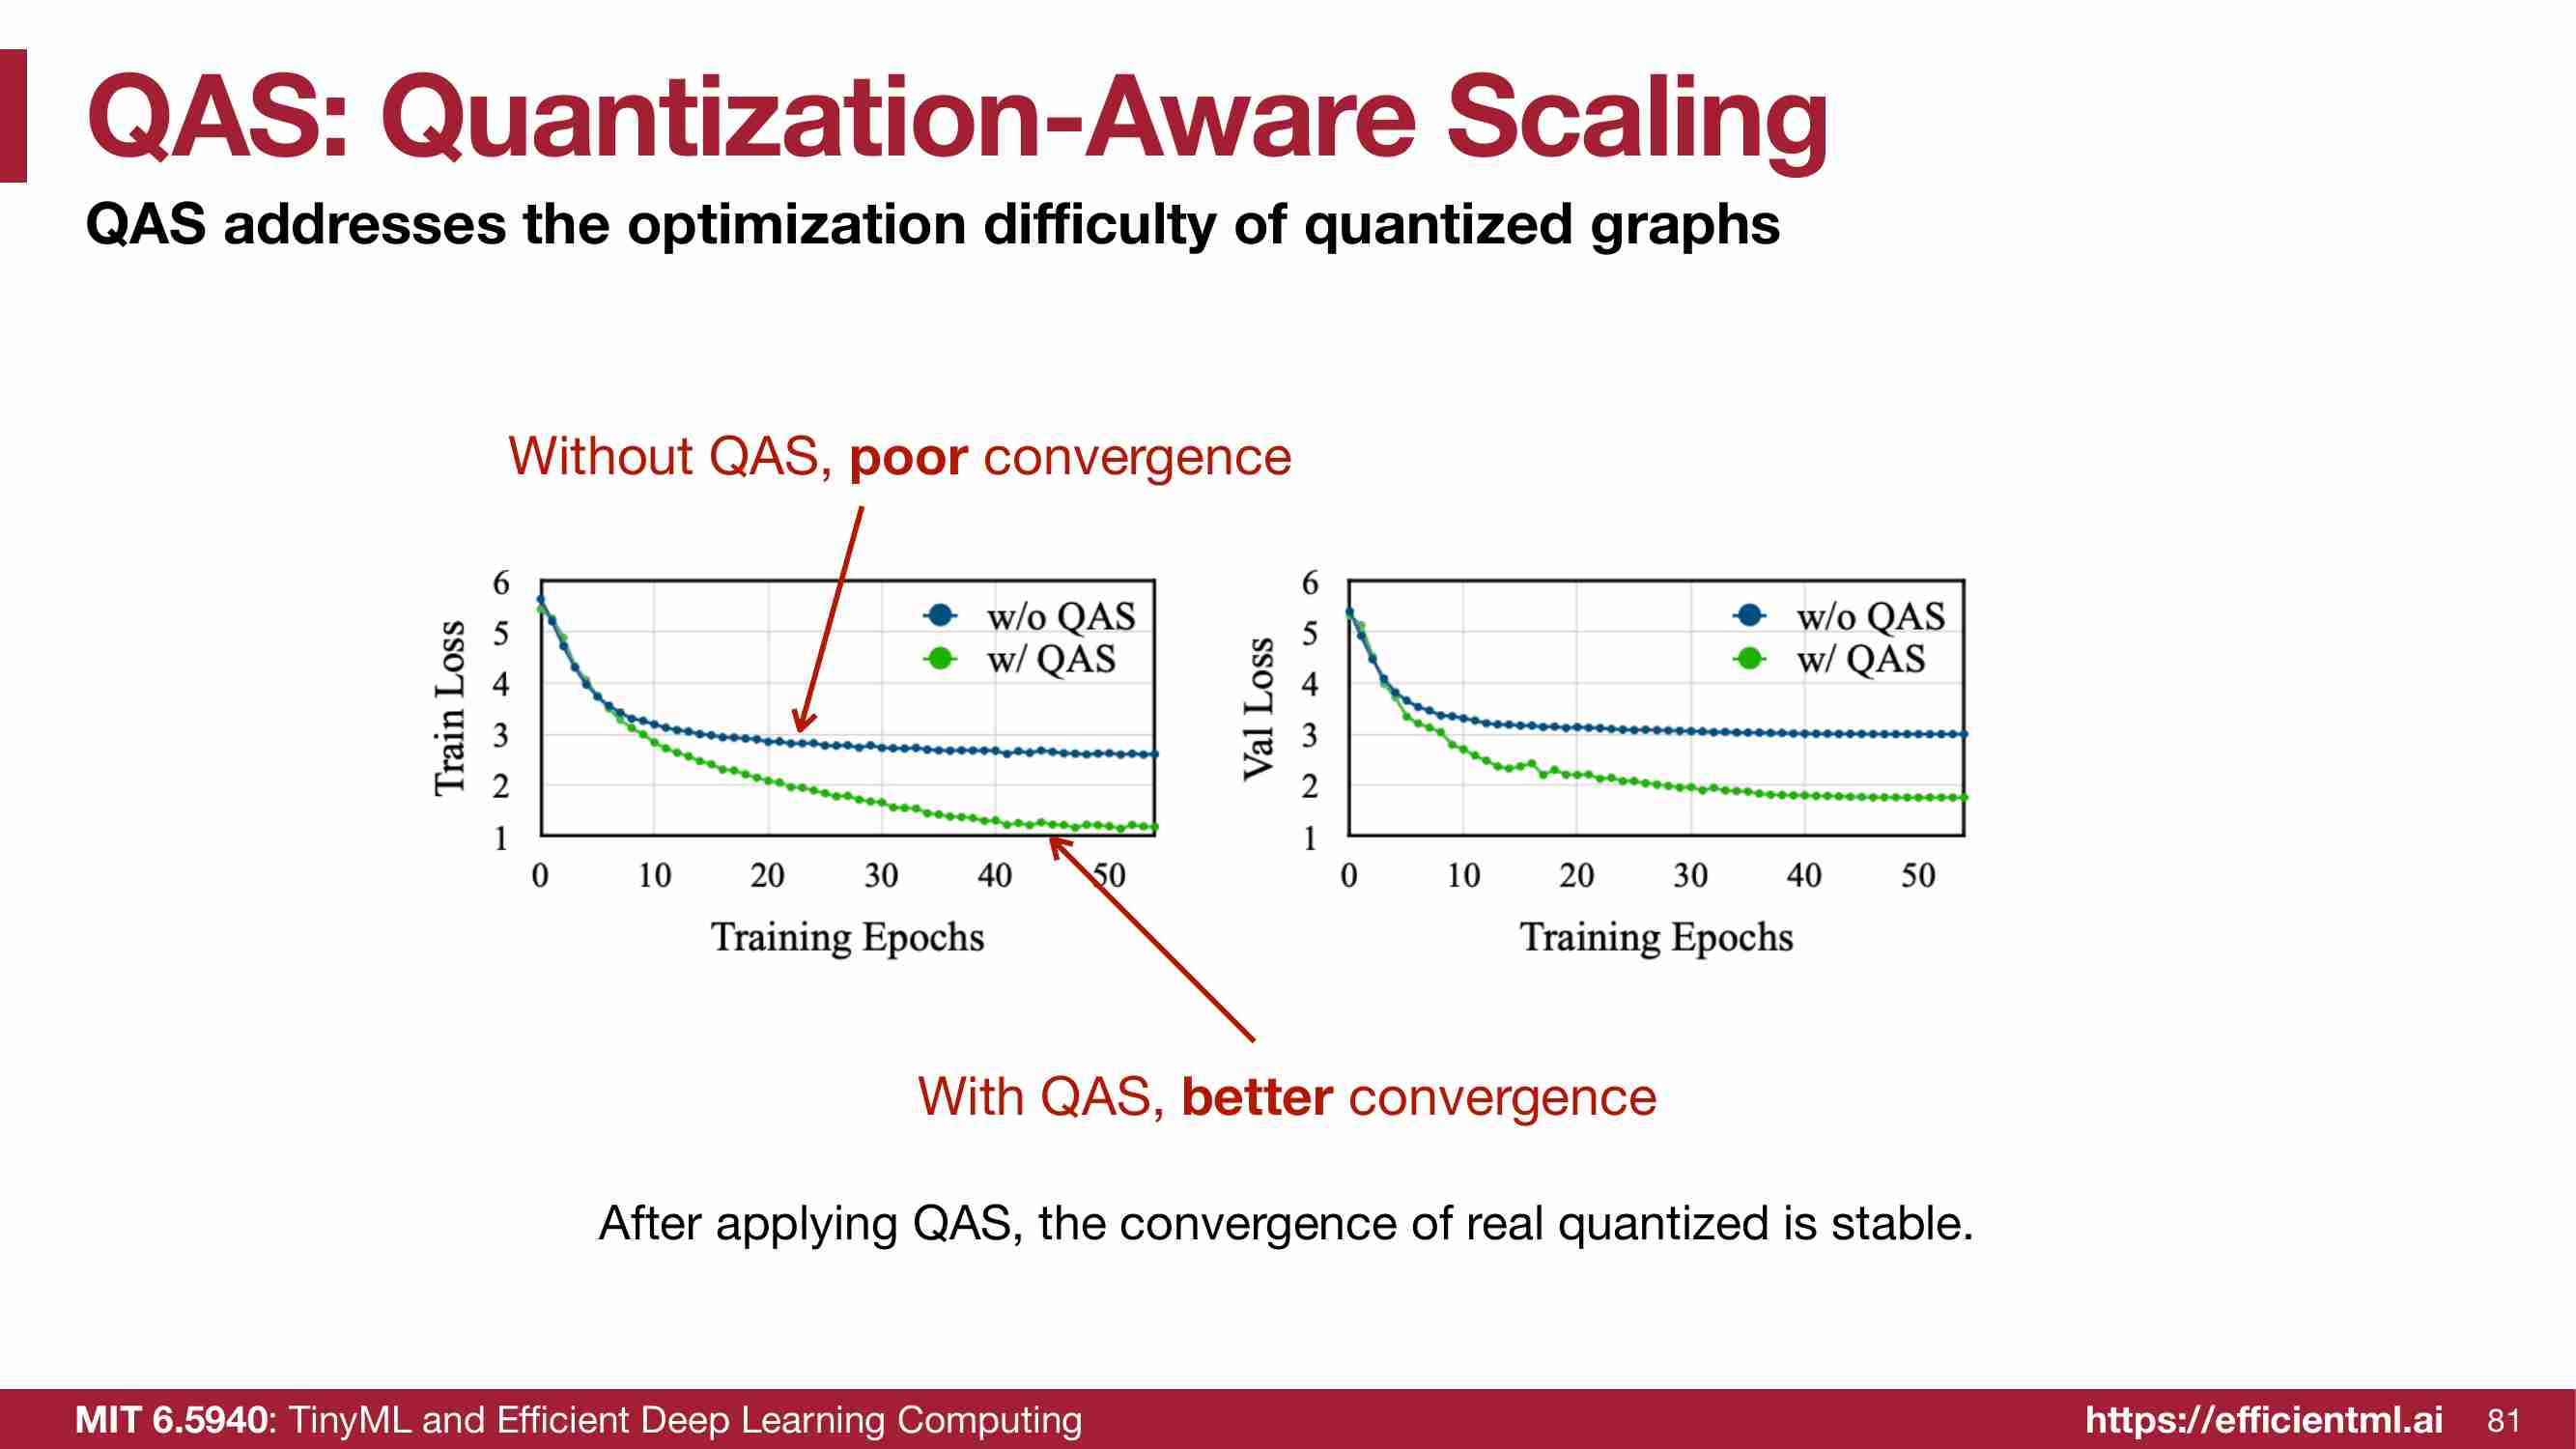 QAS: Quantization-Aware Scaling
QAS addresses the optimization difficulty of quantized graphs
Without QAS, poor convergence
Train Loss
6
5
4
3
2
1
w/o QAS
w/ QAS
0 10 20 30 40 50
Training Epochs
Val Loss
6
5
4
3
2
1
w/o QAS
w/ QAS
0 10 20 30 40 50
Training Epochs
With QAS, better convergence
After applying QAS, the convergence of real quantized is stable.
MIT 6.5940: TinyML and Efficient Deep Learning Computing
https://efficientml.ai 81